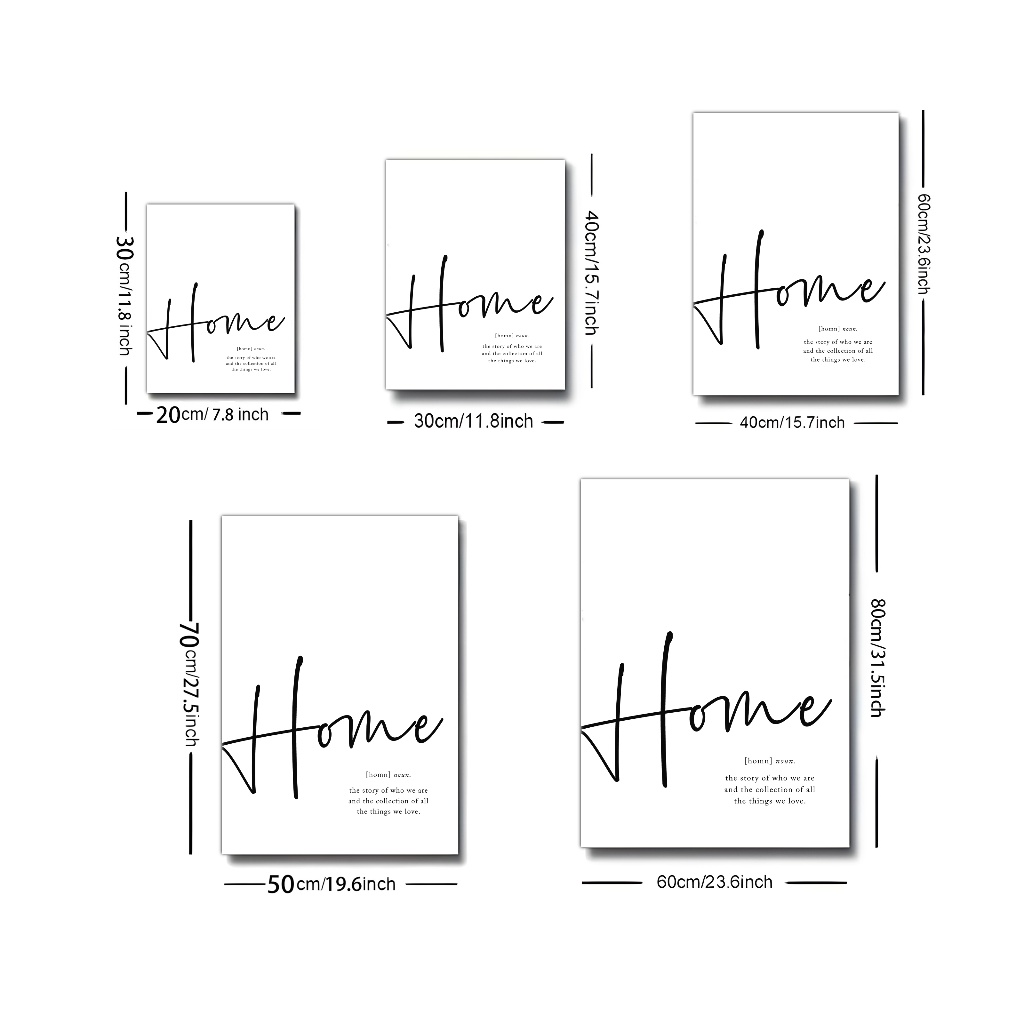 Home
[homn] noun.
the story of who we are
and the collection of all
the things we love.
30cm/11.8 inch
20cm/ 7.8 inch
Home
[homn] noun.
the story of who we are
and the collection of all
the things we love.
40cm/15.7inch
30cm/11.8inch
Home
[homn] noun.
the story of who we are
and the collection of all
the things we love.
60cm/23.6inch
40cm/15.7inch
70cm/27.5inch
Home
[homn] noun.
the story of who we are
and the collection of all
the things we love.
50cm/19.6inch
Home
[homn] noun.
the story of who we are
and the collection of all
the things we love.
80cm/31.5inch
60cm/23.6inch